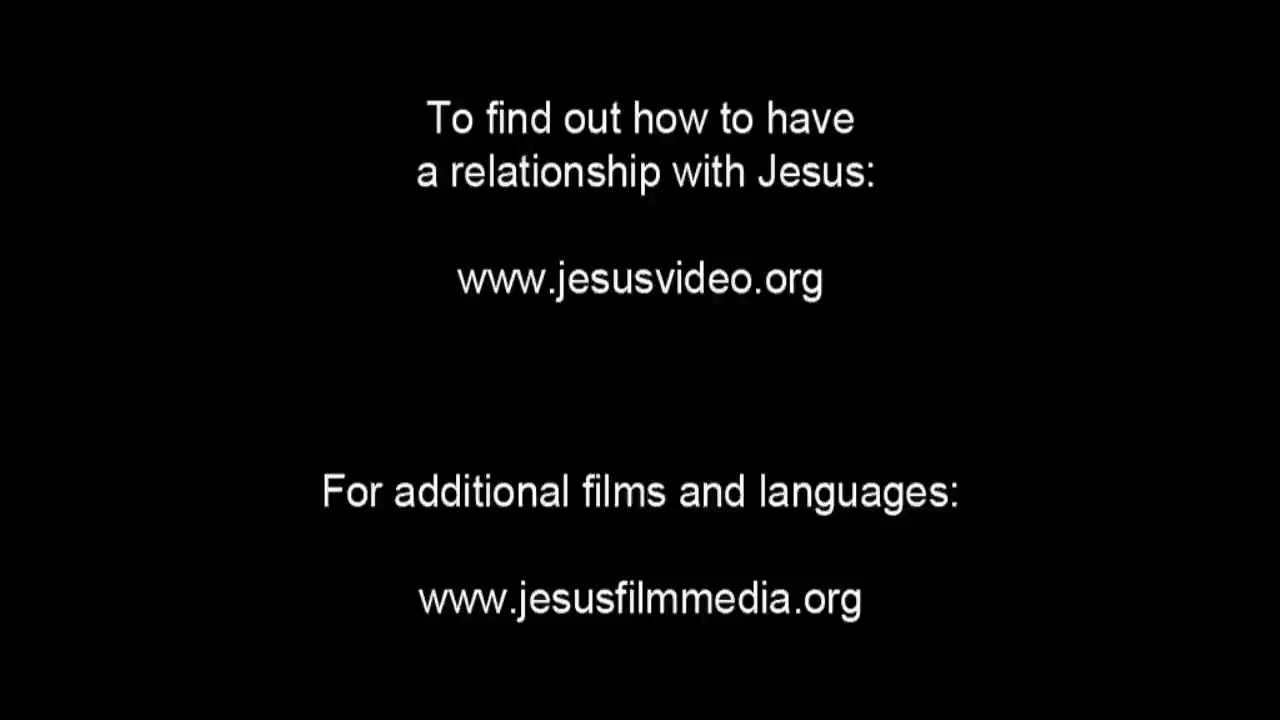 To find out how to have
a relationship with Jesus:
www.jesusvideo.org
For additional films and languages:
www.jesusfilmmedia.org